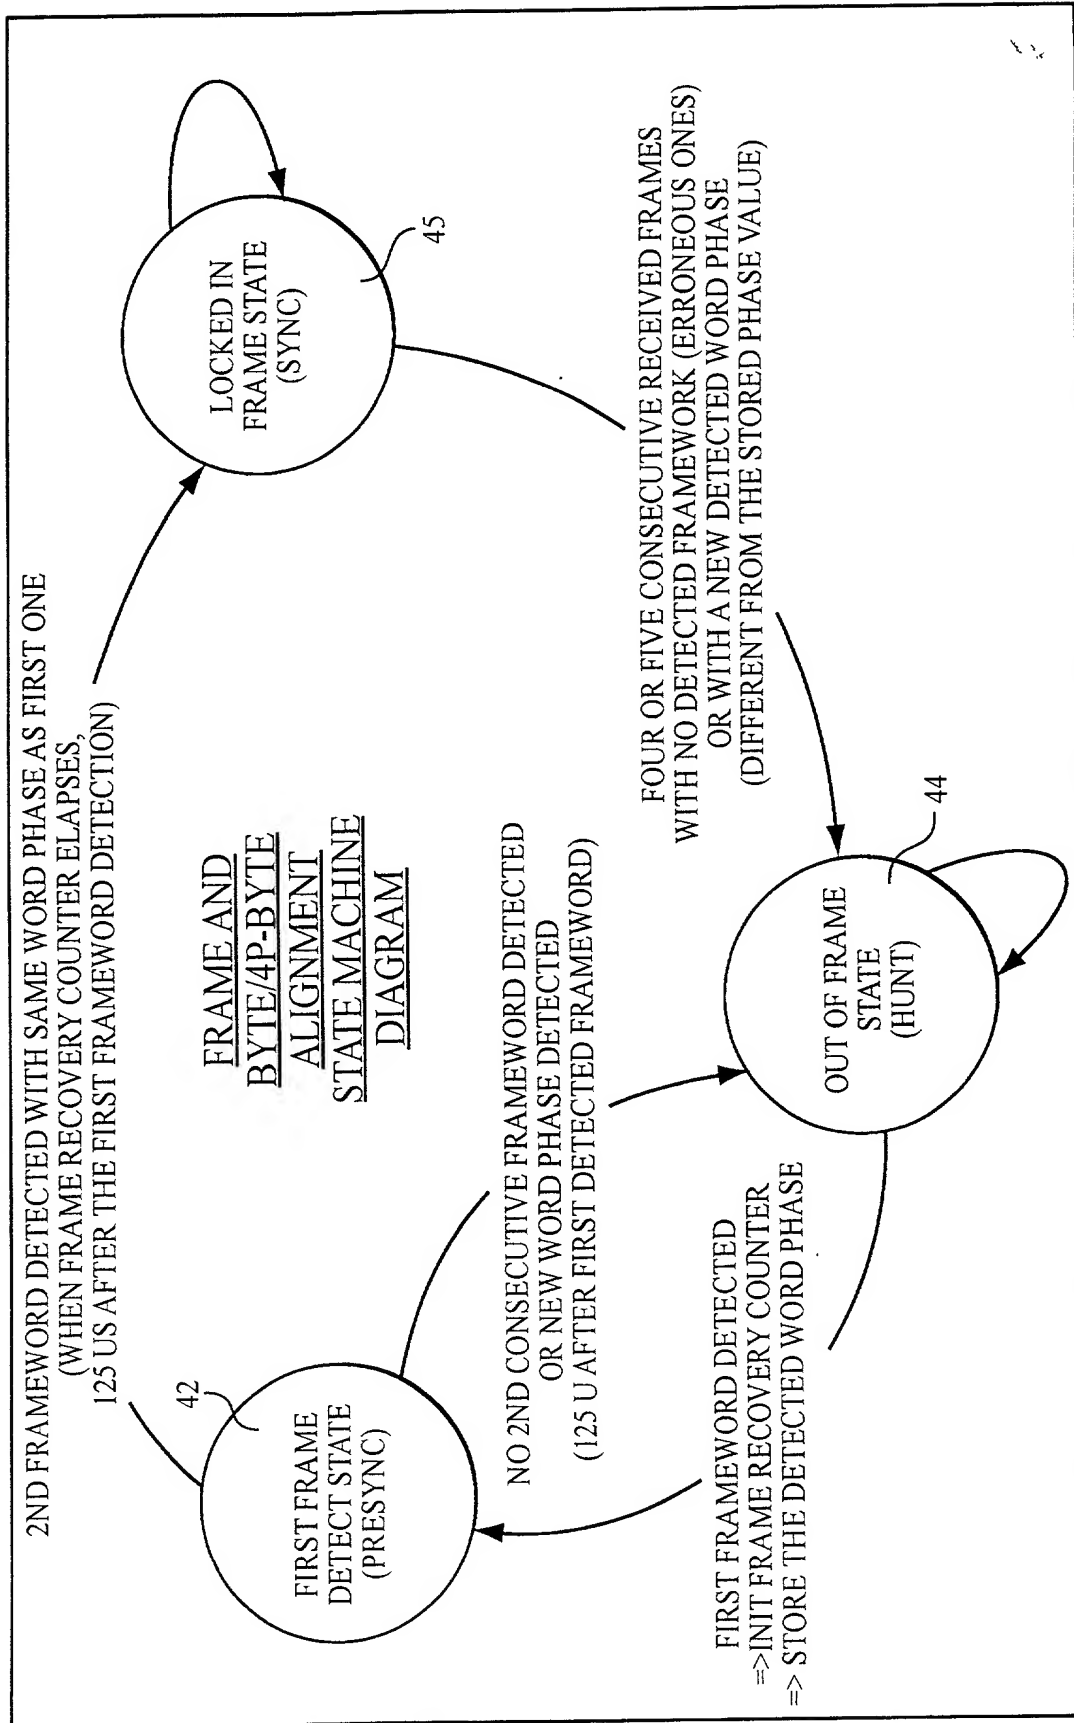 2ND FRAMEWORD DETECTED WITH SAME WORD PHASE AS FIRST ONE
(WHEN FRAME RECOVERY COUNTER ELAPSES,
125 US AFTER THE FIRST FRAMEWORD DETECTION)
LOCKED IN
FRAME STATE
(SYNC)
45
FRAME AND
BYTE/4P-BYTE
ALIGNMENT
STATE MACHINE
DIAGRAM
42
FIRST FRAME
DETECT STATE
(PRESYNC)
NO 2ND CONSECUTIVE FRAMEWORD DETECTED
OR NEW WORD PHASE DETECTED
(125 U AFTER FIRST DETECTED FRAMEWORD)
FOUR OR FIVE CONSECUTIVE RECEIVED FRAMES
WITH NO DETECTED FRAMEWORK (ERRONEOUS ONES)
OR WITH A NEW DETECTED WORD PHASE
(DIFFERENT FROM THE STORED PHASE VALUE)
FIRST FRAMEWORD DETECTED
=>INIT FRAME RECOVERY COUNTER
=> STORE THE DETECTED WORD PHASE
OUT OF FRAME
STATE
(HUNT)
44